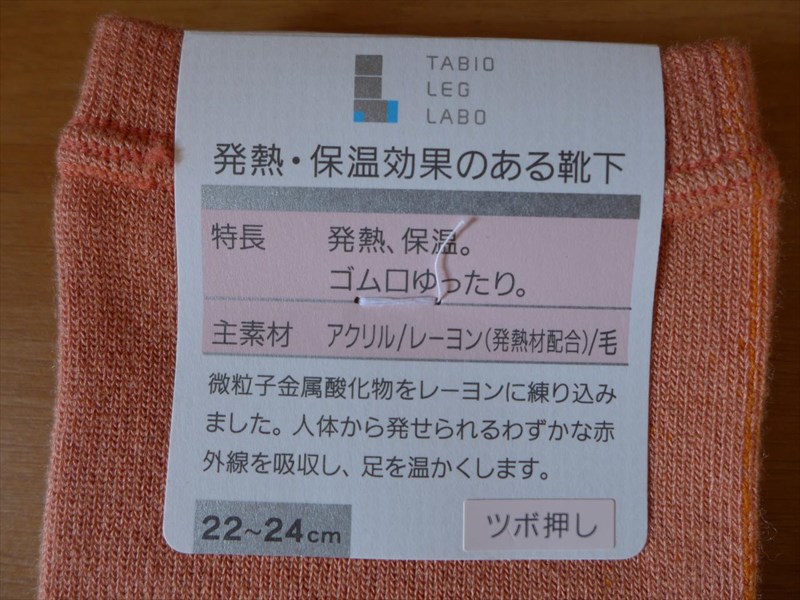 TABIO
LEG
LABO
発熱・保温効果のある靴下
特長 発熱、保温。
ゴム口ゆったり。
主素材 アクリル/レーヨン(発熱材配合)/毛
微粒子金属酸化物をレーヨンに練り込み
ました。人体から発せられるわずかな赤
外線を吸収し、足を温かくします。
22~24cm ツボ押し